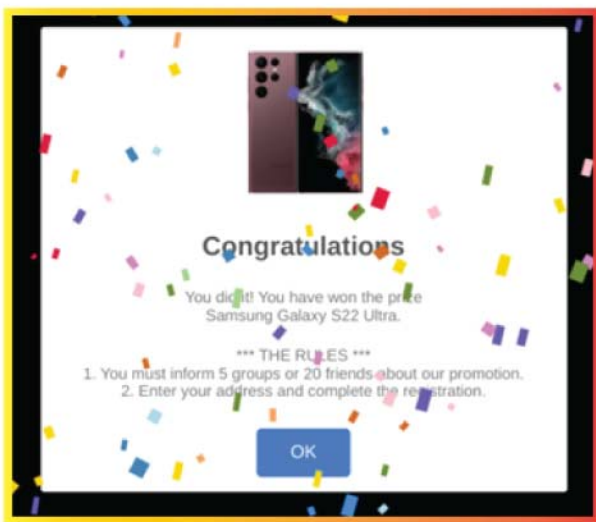 Congratulations
You did it! You have won the prize
Samsung Galaxy S22 Ultra.
*** THE RULES ***
1. You must inform 5 groups or 20 friends about our promotion.
2. Enter your address and complete the registration.
OK